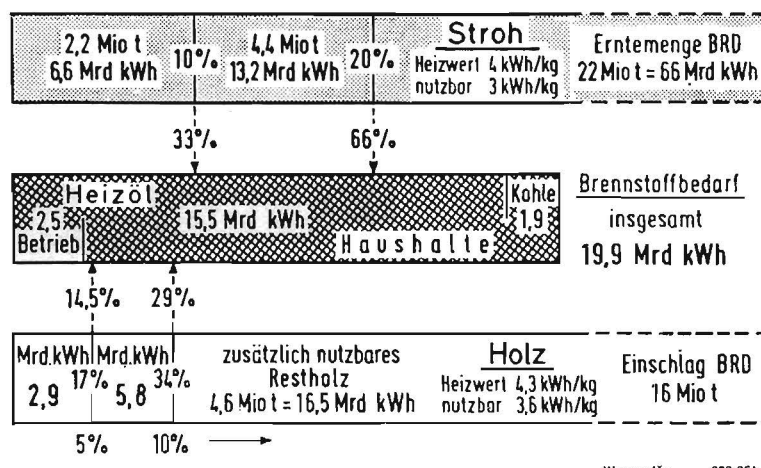 2,2 Mio t
6,6 Mrd kWh
10%
4,4 Mio t
13,2 Mrd kWh
20%
Stroh
Heizwert 4 kWh/kg
nutzbar 3 kWh/kg
Erntemenge BRD
22 Mio t = 66 Mrd kWh
33%
66%
Heizöl
2,5
Betrieb
15,5 Mrd kWh
Haushalte
Kohle
1,9
Brennstoffbedarf
insgesamt
19,9 Mrd kWh
14,5%
29%
Mrd.kWh
2,9
17%
Mrd.kWh
5,8
34%
zusätzlich nutzbares
Restholz
4,6 Mio t = 16,5 Mrd kWh
Holz
Heizwert 4,3 kWh/kg
nutzbar 3,6 kWh/kg
Einschlag BRD
16 Mio t
5%
10%